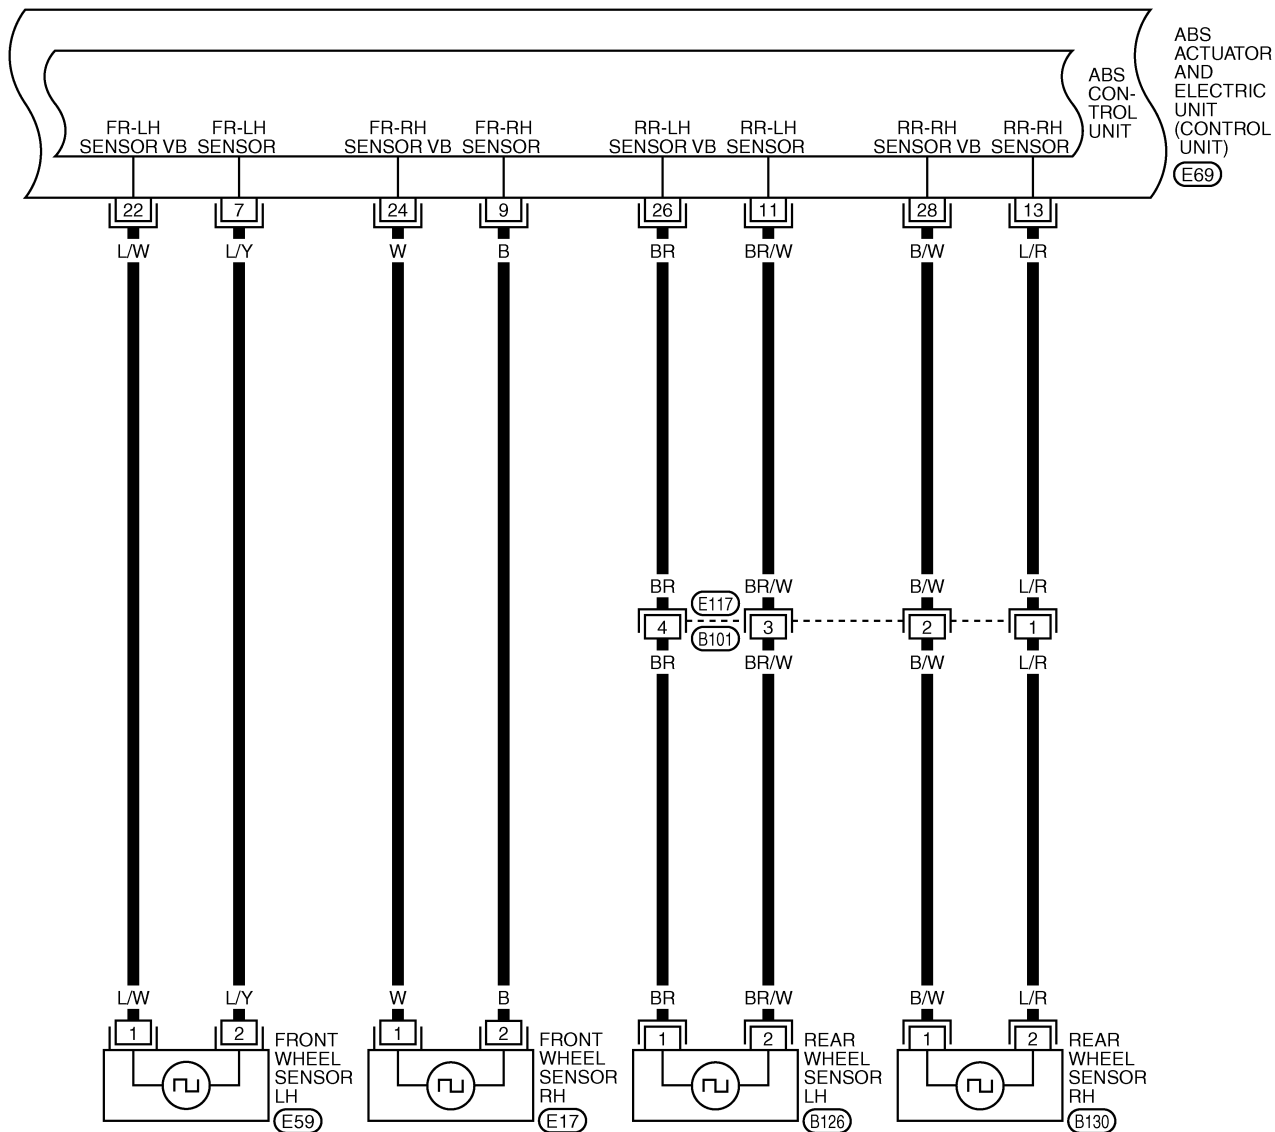 ABS
ACTUATOR
AND
ELECTRIC
UNIT
(CONTROL
UNIT)
E69
ABS
CON-
TROL
UNIT
FR-LH
SENSOR VB
FR-LH
SENSOR
FR-RH
SENSOR VB
FR-RH
SENSOR
RR-LH
SENSOR VB
RR-LH
SENSOR
RR-RH
SENSOR VB
RR-RH
SENSOR
22 7 24 9 26 11 28 13
L/W L/Y W B BR BR/W B/W L/R
BR BR/W B/W L/R
E117
4 3 2 1
B101
BR BR/W B/W L/R
L/W L/Y W B BR BR/W B/W L/R
1 2 1 2 1 2 1 2
FRONT
WHEEL
SENSOR
LH
E59
FRONT
WHEEL
SENSOR
RH
E17
REAR
WHEEL
SENSOR
LH
B126
REAR
WHEEL
SENSOR
RH
B130